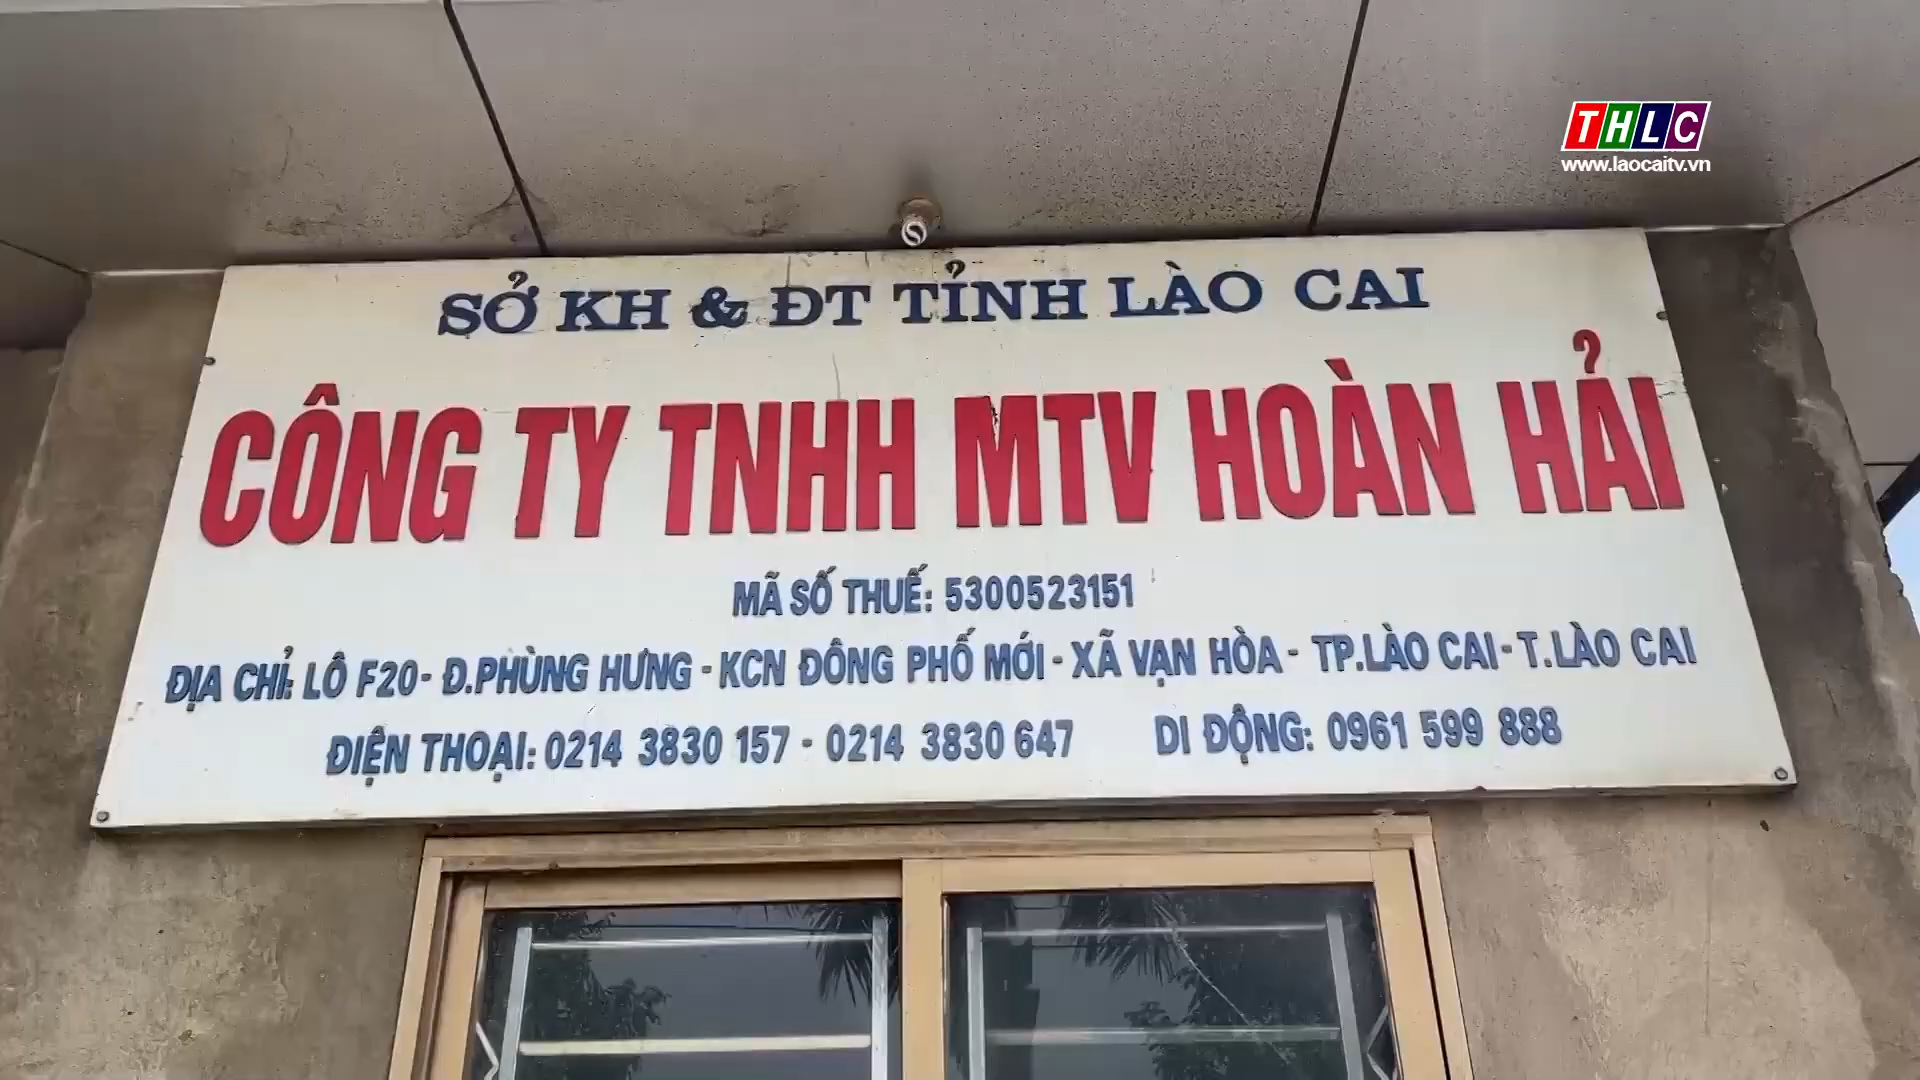 THLC
www.laocaitv.vn
SỞ KH & ĐT TỈNH LÀO CAI
CÔNG TY TNHH MTV HOÀN HẢI
MÃ SỐ THUẾ: 5300523151
ĐỊA CHỈ: LÔ F20- Đ.PHÙNG HƯNG - KCN ĐÔNG PHỐ MỚI - XÃ VẠN HÒA - TP.LÀO CAI - T.LÀO CAI
ĐIỆN THOẠI: 0214 3830 157 - 0214 3830 647 DI ĐỘNG: 0961 599 888